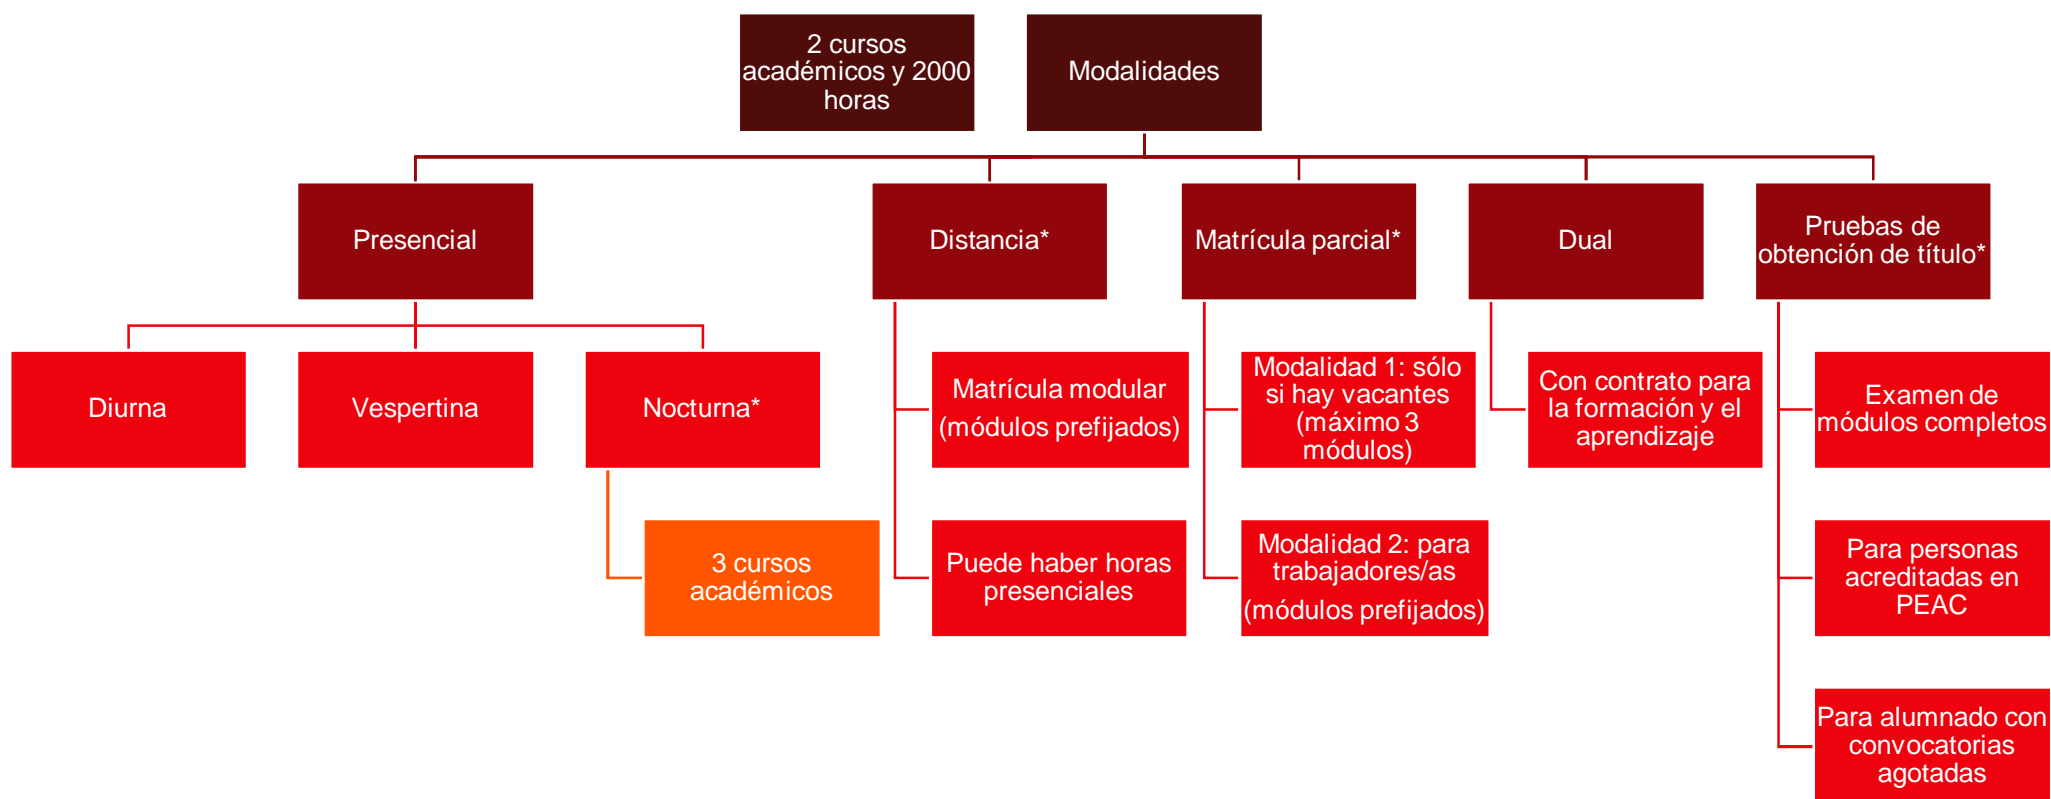 2 cursos
académicos y 2000
horas
Modalidades
Presencial
Distancia*
Matrícula parcial*
Dual
Pruebas de
obtención de título*
Diurna
Vespertina
Nocturna*
3 cursos
académicos
Matrícula modular
(módulos prefijados)
Puede haber horas
presenciales
Modalidad 1: sólo
si hay vacantes
(máximo 3
módulos)
Modalidad 2: para
trabajadores/as
(módulos prefijados)
Con contrato para
la formación y el
aprendizaje
Examen de
módulos completos
Para personas
acreditadas en
PEAC
Para alumnado con
convocatorias
agotadas